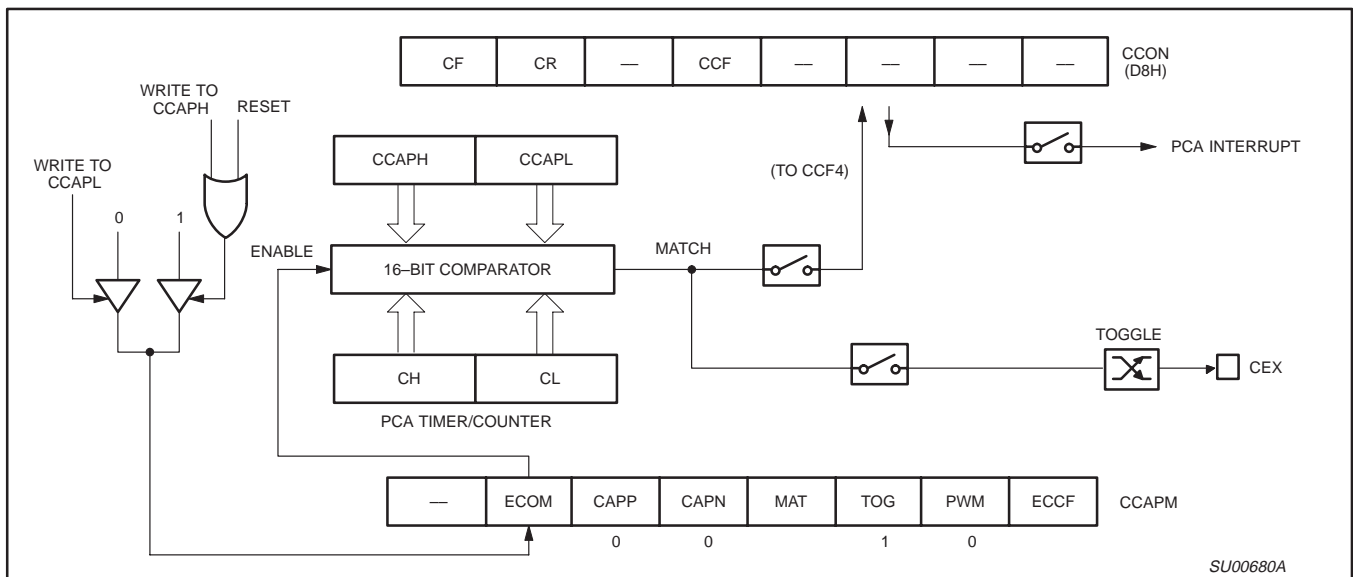 CF CR — CCF –– –– — –– CCON
(D8H)
WRITE TO
CCAPH
RESET
WRITE TO
CCAPL
0 1
CCAPH CCAPL
(TO CCF4)
PCA INTERRUPT
ENABLE
16–BIT COMPARATOR
MATCH
CH CL
PCA TIMER/COUNTER
TOGGLE
CEX
— ECOM CAPP CAPN MAT TOG PWM ECCF CCAPM
0 0 1 0
SU00680A